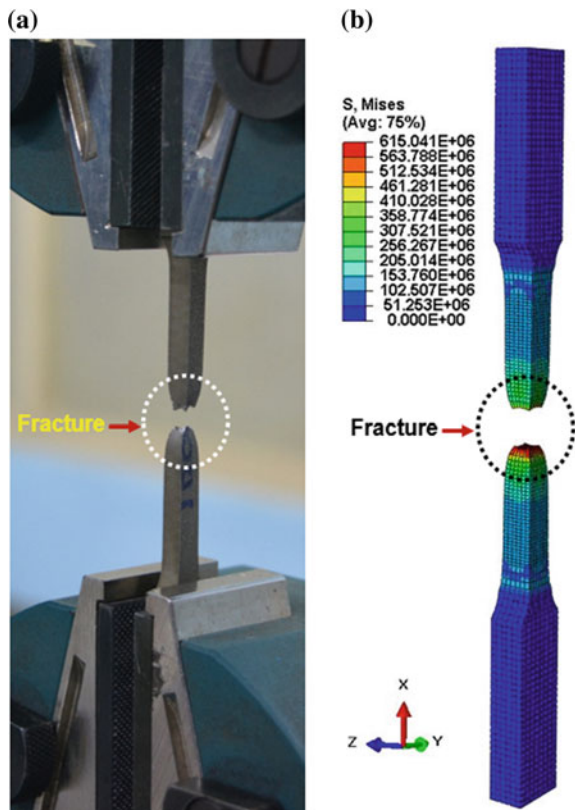 (a)
Fracture
(b)
S, Mises
(Avg: 75%)
615.041E+06
563.788E+06
512.534E+06
461.281E+06
410.028E+06
358.774E+06
307.521E+06
256.267E+06
205.014E+06
153.760E+06
102.507E+06
51.253E+06
0.000E+00
Fracture
X
Z
Y